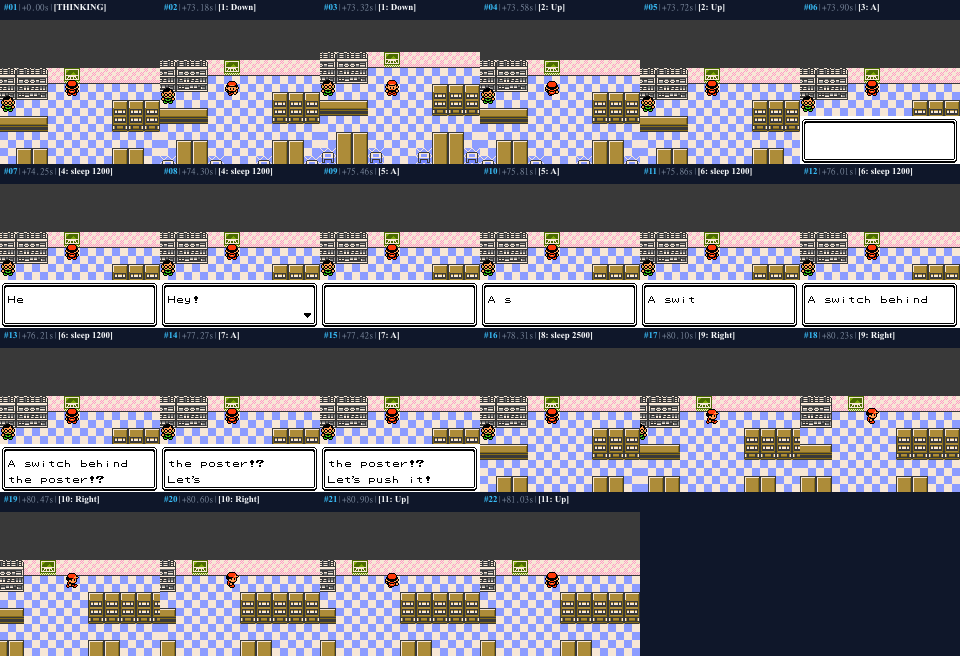 #01|+0.00s|[THINKING]
#02|+73.18s|[1: Down]
#03|+73.32s|[1: Down]
#04|+73.58s|[2: Up]
#05|+73.72s|[2: Up]
#06|+73.90s|[3: A]
#07|+74.25s|[4: sleep 1200]
#08|+74.30s|[4: sleep 1200]
#09|+75.46s|[5: A]
#10|+75.81s|[5: A]
#11|+75.86s|[6: sleep 1200]
#12|+76.01s|[6: sleep 1200]
He
Hey!
A s
A swit
A switch behind
#13|+76.21s|[6: sleep 1200]
#14|+77.27s|[7: A]
#15|+77.42s|[7: A]
#16|+78.31s|[8: sleep 2500]
#17|+80.10s|[9: Right]
#18|+80.23s|[9: Right]
A switch behind
the poster!?
the poster!?
Let's
the poster!?
Let's push it!
#19|+80.47s|[10: Right]
#20|+80.60s|[10: Right]
#21|+80.90s|[11: Up]
#22|+81.03s|[11: Up]